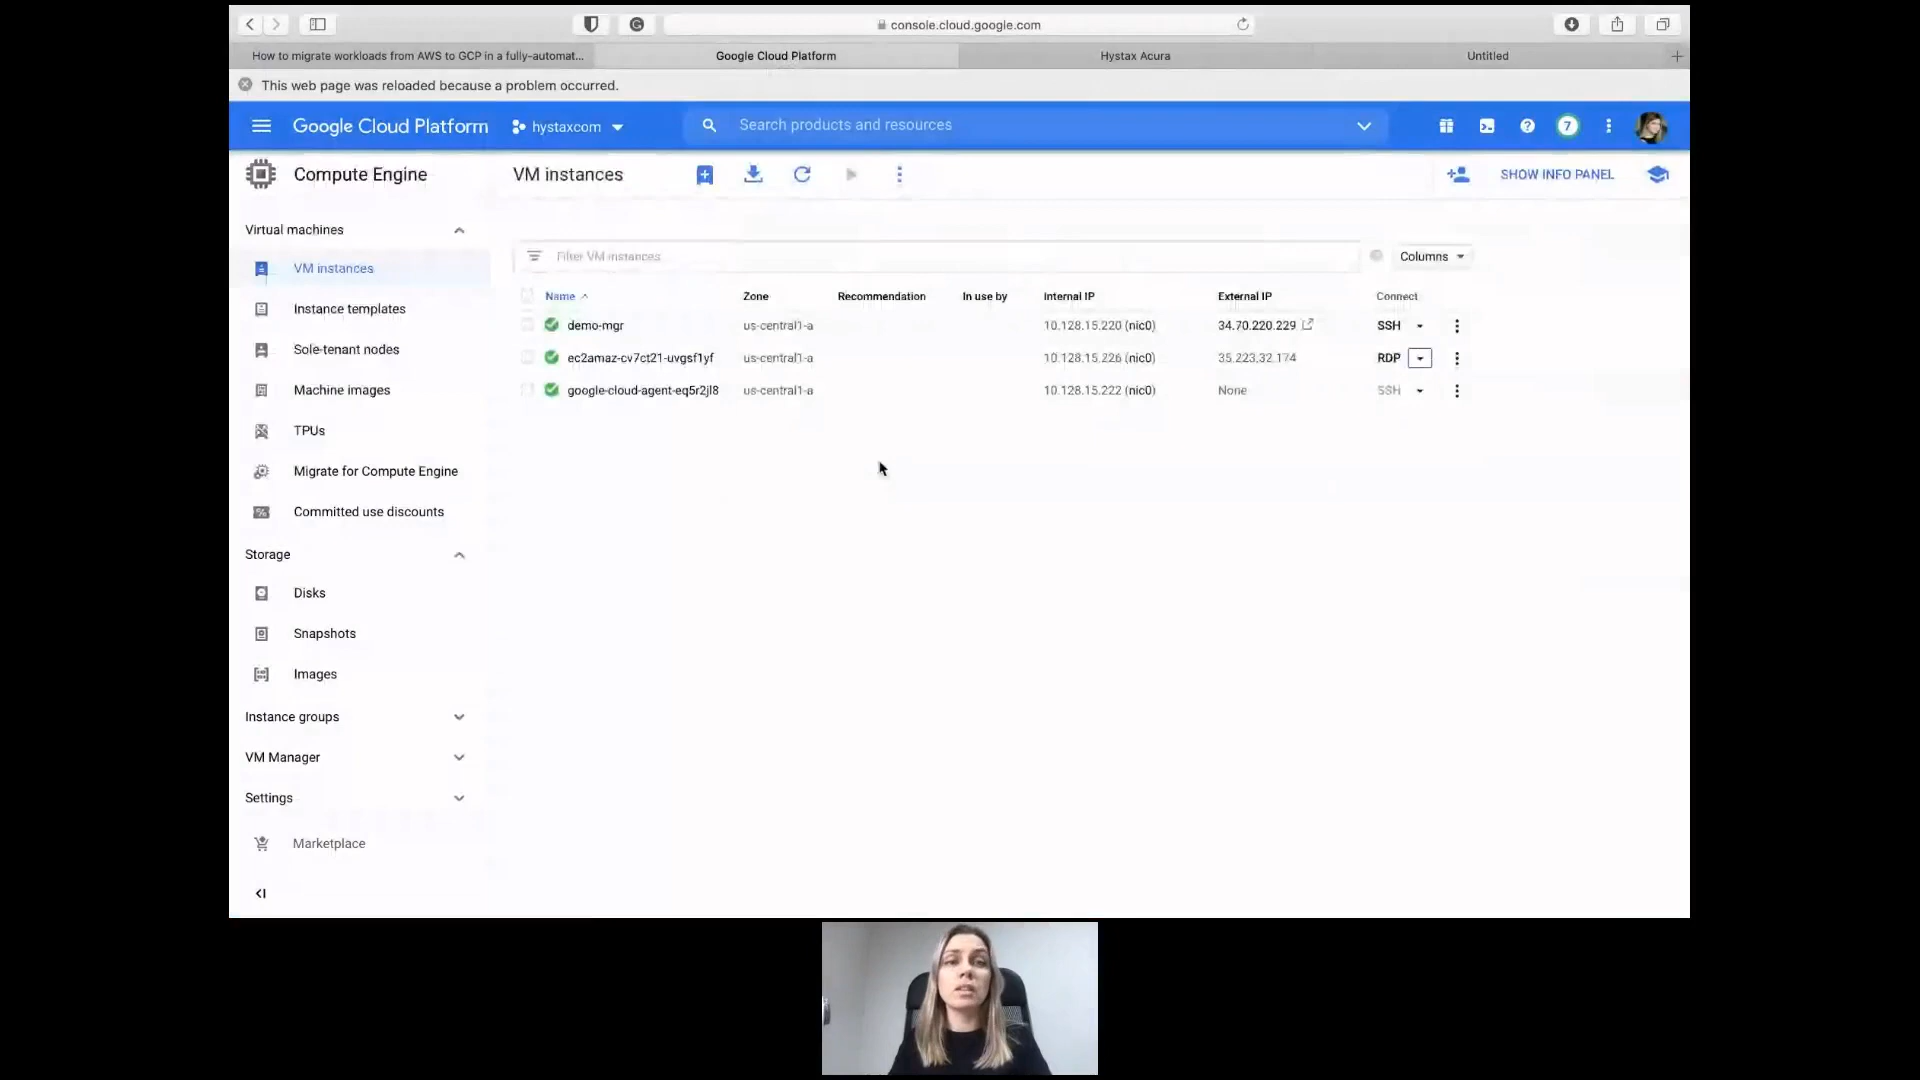 console.cloud.google.com
How to migrate workloads from AWS to GCP in a fully-automat...
Google Cloud Platform
Hystax Acura
Untitled
This web page was reloaded because a problem occurred.
Google Cloud Platform
hystaxcom
Search products and resources
7
Compute Engine
VM instances
SHOW INFO PANEL
Virtual machines
VM instances
Instance templates
Sole-tenant nodes
Machine images
TPUs
Migrate for Compute Engine
Committed use discounts
Storage
Disks
Snapshots
Images
Instance groups
VM Manager
Settings
Marketplace
Filter VM instances
Columns
Name Zone Recommendation In use by Internal IP External IP Connect
demo-mgr us-central1-a 10.128.15.220 (nic0) 34.70.220.229 SSH
ec2amaz-cv7ct21-uvgsf1yf us-central1-a 10.128.15.226 (nic0) 35.223.32.174 RDP
google-cloud-agent-eq5r2jl8 us-central1-a 10.128.15.222 (nic0) None SSH